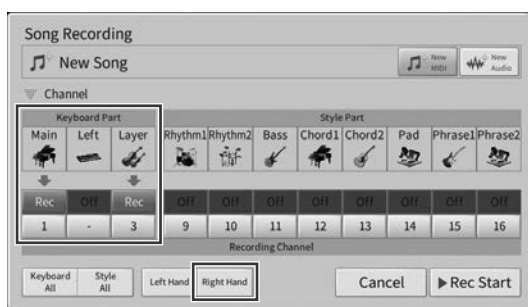 Song Recording
New Song
New MIDI
New Audio
Channel
Keyboard Part Style Part
Main Left Layer Rhythm1 Rhythm2 Bass Chord1 Chord2 Pad Phrase1 Phrase2
Rec Off Rec Off Off Off Off Off Off Off Off
1 - 3 9 10 11 12 13 14 15 16
Recording Channel
Keyboard All Style All Left Hand Right Hand Cancel Rec Start